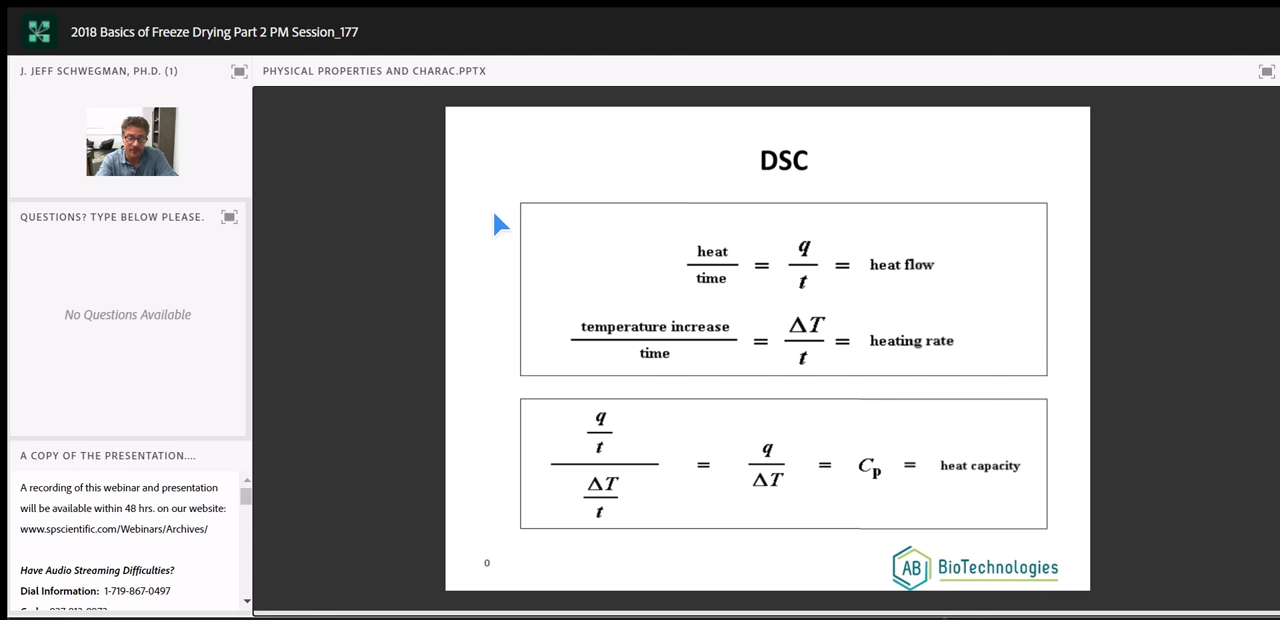 2018 Basics of Freeze Drying Part 2 PM Session_177
J. JEFF SCHWEGMAN, PH.D. (1)
PHYSICAL PROPERTIES AND CHARAC.PPTX
QUESTIONS? TYPE BELOW PLEASE.
No Questions Available
A COPY OF THE PRESENTATION....
A recording of this webinar and presentation
will be available within 48 hrs. on our website:
www.spscientific.com/Webinars/Archives/
Have Audio Streaming Difficulties?
Dial Information: 1-719-867-0497
DSC
heat
time
=
q
t
=
heat flow
temperature increase
time
=
ΔT
t
=
heating rate
q
t
ΔT
t
=
q
ΔT
=
Cp
=
heat capacity
0
AB BioTechnologies